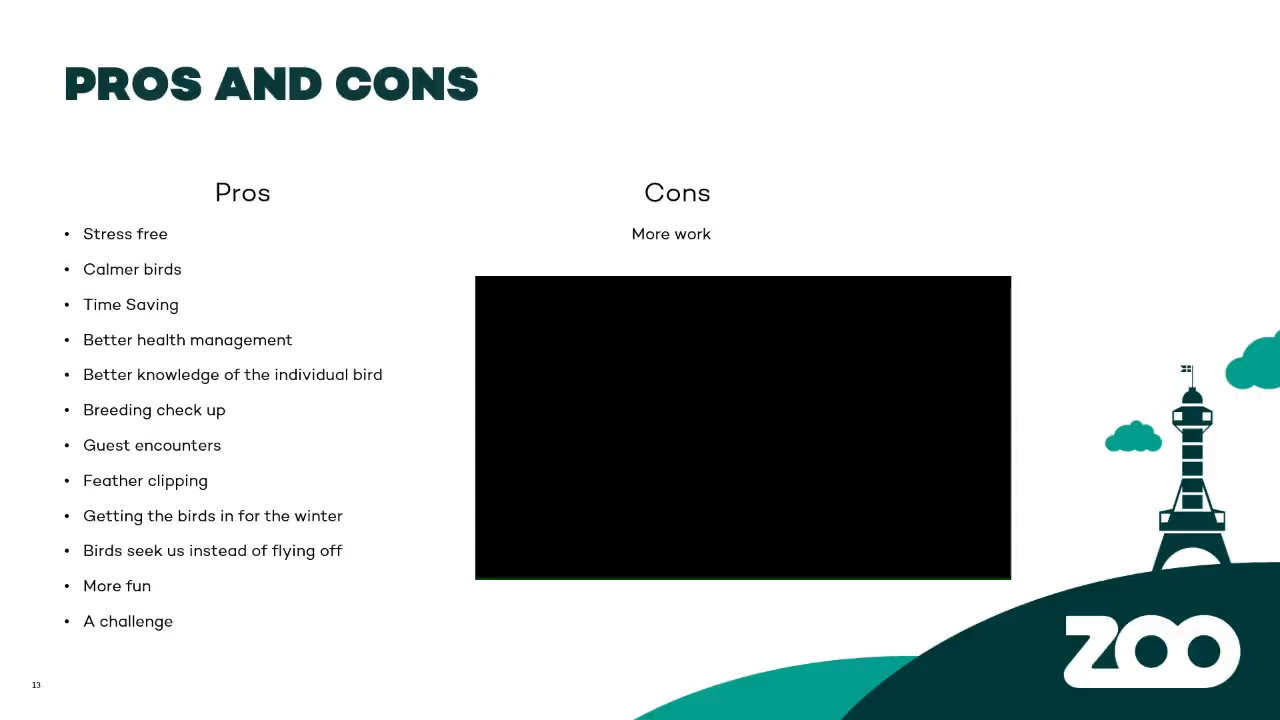 PROS AND CONS
Pros
• Stress free
• Calmer birds
• Time Saving
• Better health management
• Better knowledge of the individual bird
• Breeding check up
• Guest encounters
• Feather clipping
• Getting the birds in for the winter
• Birds seek us instead of flying off
• More fun
• A challenge
Cons
More work
13
ZOO